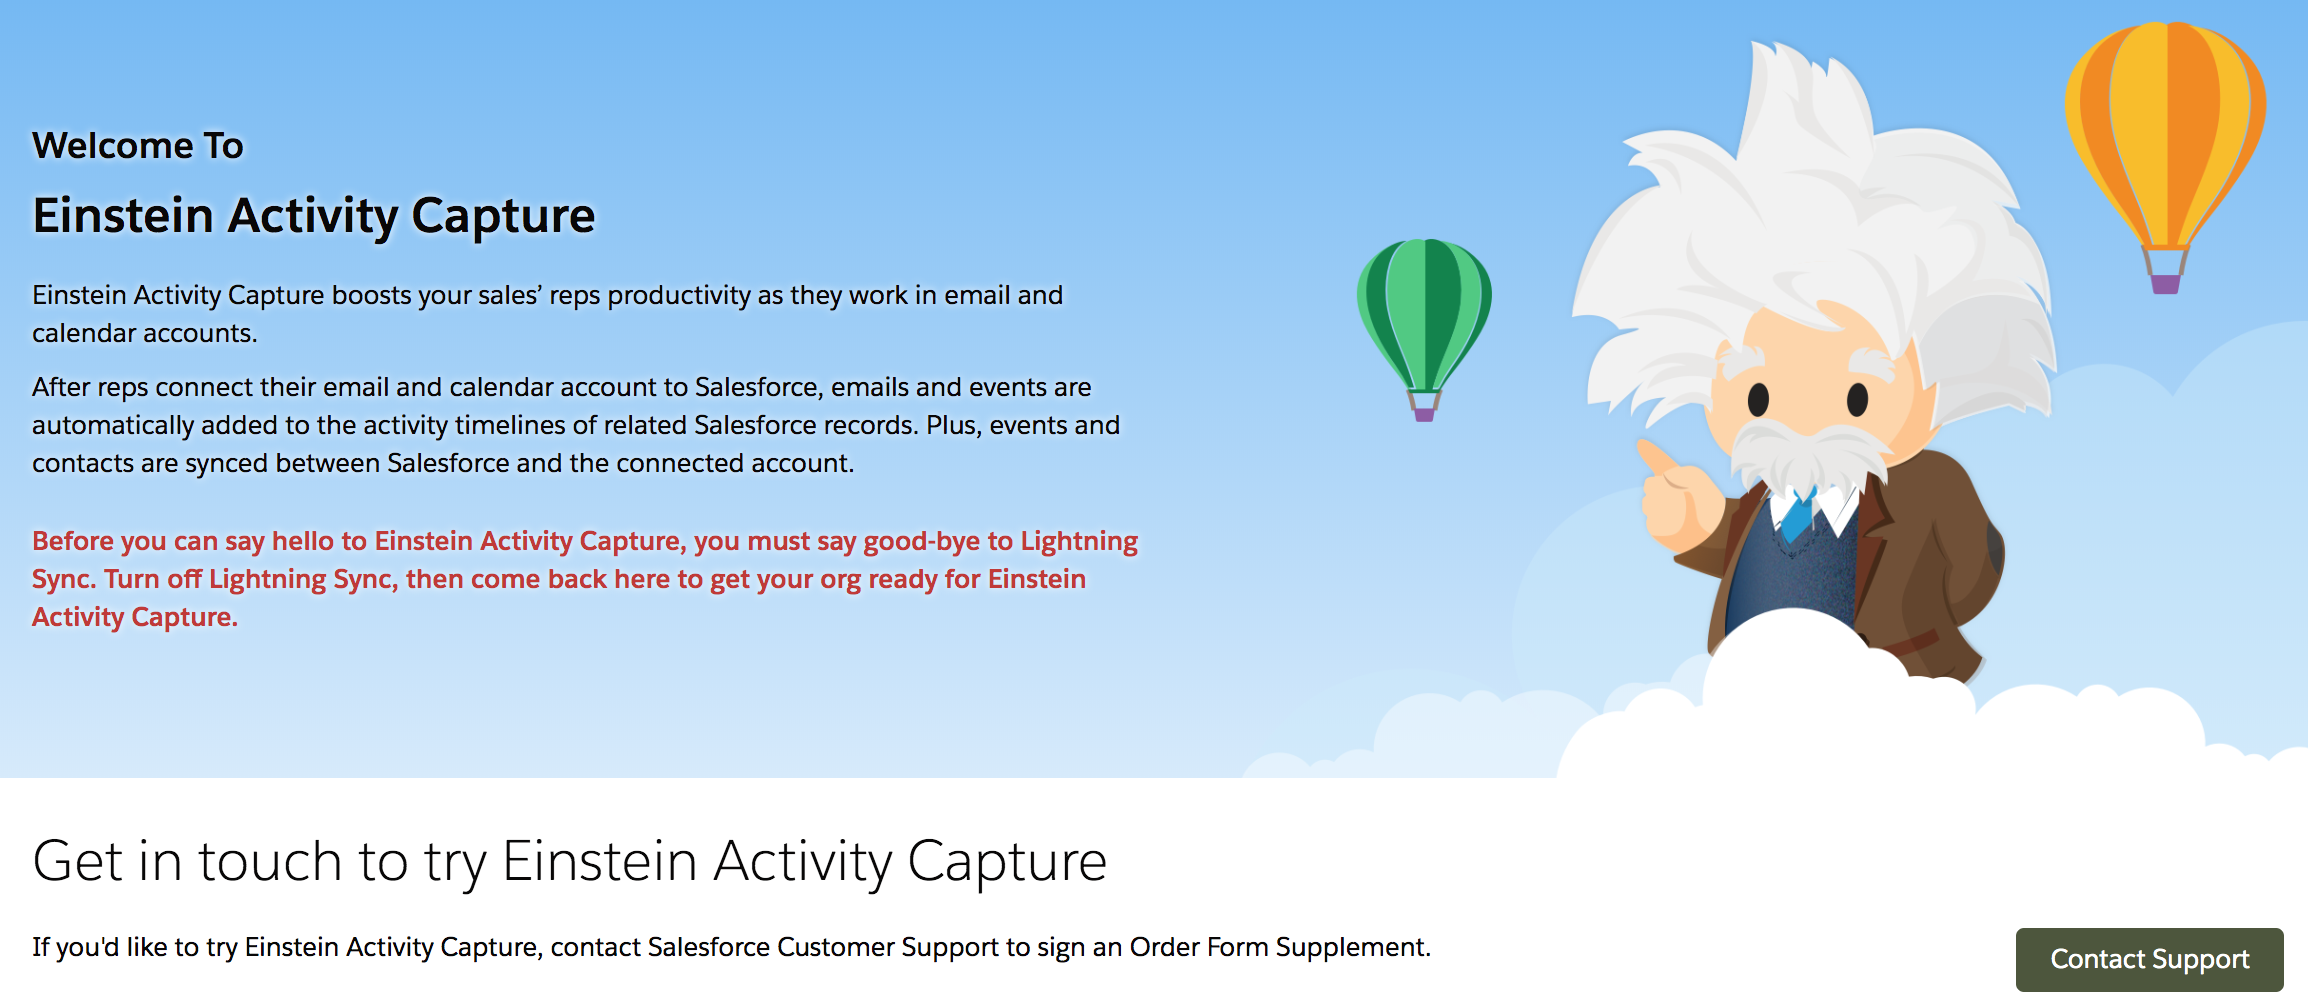 Welcome To
Einstein Activity Capture
Einstein Activity Capture boosts your sales’ reps productivity as they work in email and
calendar accounts.
After reps connect their email and calendar account to Salesforce, emails and events are
automatically added to the activity timelines of related Salesforce records. Plus, events and
contacts are synced between Salesforce and the connected account.
Before you can say hello to Einstein Activity Capture, you must say good-bye to Lightning
Sync. Turn off Lightning Sync, then come back here to get your org ready for Einstein
Activity Capture.
Get in touch to try Einstein Activity Capture
If you'd like to try Einstein Activity Capture, contact Salesforce Customer Support to sign an Order Form Supplement.
Contact Support